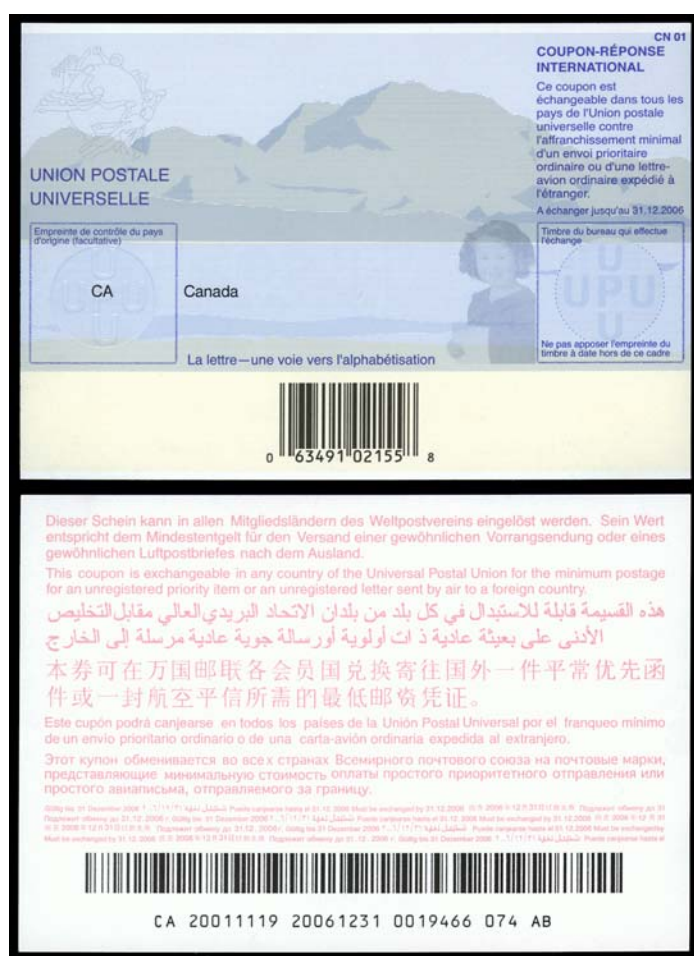 CN 01
COUPON-RÉPONSE
INTERNATIONAL
Ce coupon est
échangeable dans tous les
pays de l'Union postale
universelle contre
l'affranchissement minimal
d'un envoi prioritaire
ordinaire ou d'une lettre-
avion ordinaire expédié à
l'étranger.
A échanger jusqu'au 31.12.2006
UNION POSTALE
UNIVERSELLE
Empreinte de contrôle du pays
d'origine (facultative)
CA
Canada
Timbre du bureau qui effectue
l'échange
U
UPU
U
Ne pas apposer l'empreinte du
timbre à date hors de ce cadre
La lettre—une voie vers l'alphabétisation
0 63491 02155 8
Dieser Schein kann in allen Mitgliedsländern des Weltpostvereins eingelöst werden. Sein Wert
entspricht dem Mindestentgelt für den Versand einer gewöhnlichen Vorrangsendung oder eines
gewöhnlichen Luftpostbriefes nach dem Ausland.
This coupon is exchangeable in any country of the Universal Postal Union for the minimum postage
for an unregistered priority item or an unregistered letter sent by air to a foreign country.
هذه القسيمة قابلة للاستبدال في كل بلد من بلدان الاتحاد البريدي العالمي مقابل التخليص
الأدنى على بعيثة عادية ذ ات أولوية أورسالة جوية عادية مرسلة إلى الخارج
本券可在万国邮联各会员国兑换寄往国外一件平常优先函
件或一封航空平信所需的最低邮资凭证。
Este cupón podrá canjearse en todos los países de la Unión Postal Universal por el franqueo mínimo
de un envío prioritario ordinario o de una carta-avión ordinaria expedida al extranjero.
Этот купон обменивается во всех странах Всемирного почтового союза на почтовые марки,
представляющие минимальную стоимость оплаты простого приоритетного отправления или
простого авиаписьма, отправляемого за границу.
CA 20011119 20061231 0019466 074 AB